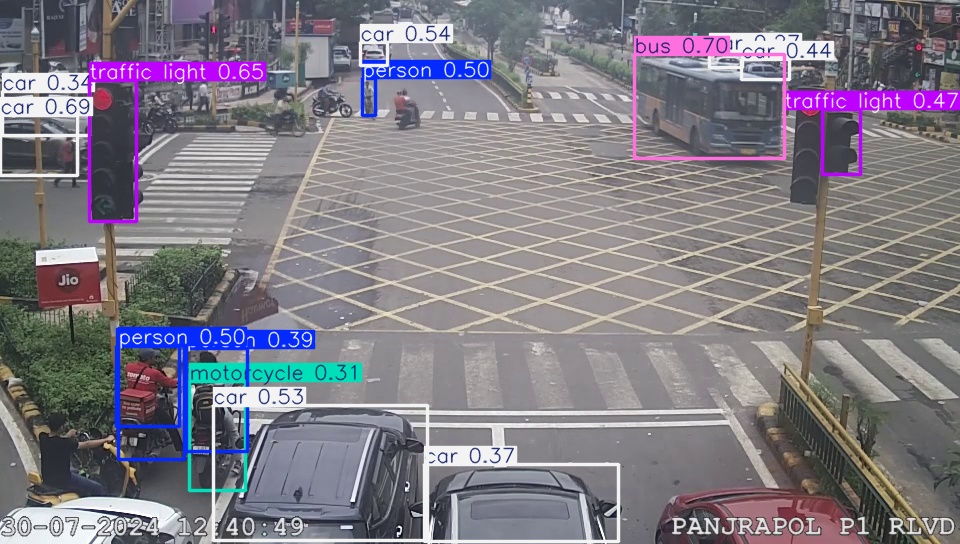 car 0.54
bus 0.70
car 0.44
person 0.50
traffic light 0.65
car 0.34
car 0.69
traffic light 0.47
Jio
person 0.50
0.39
zomato
motorcycle 0.31
car 0.53
car 0.37
30-07-2024 12:40:49
PANJRAPOL P1 RLVD